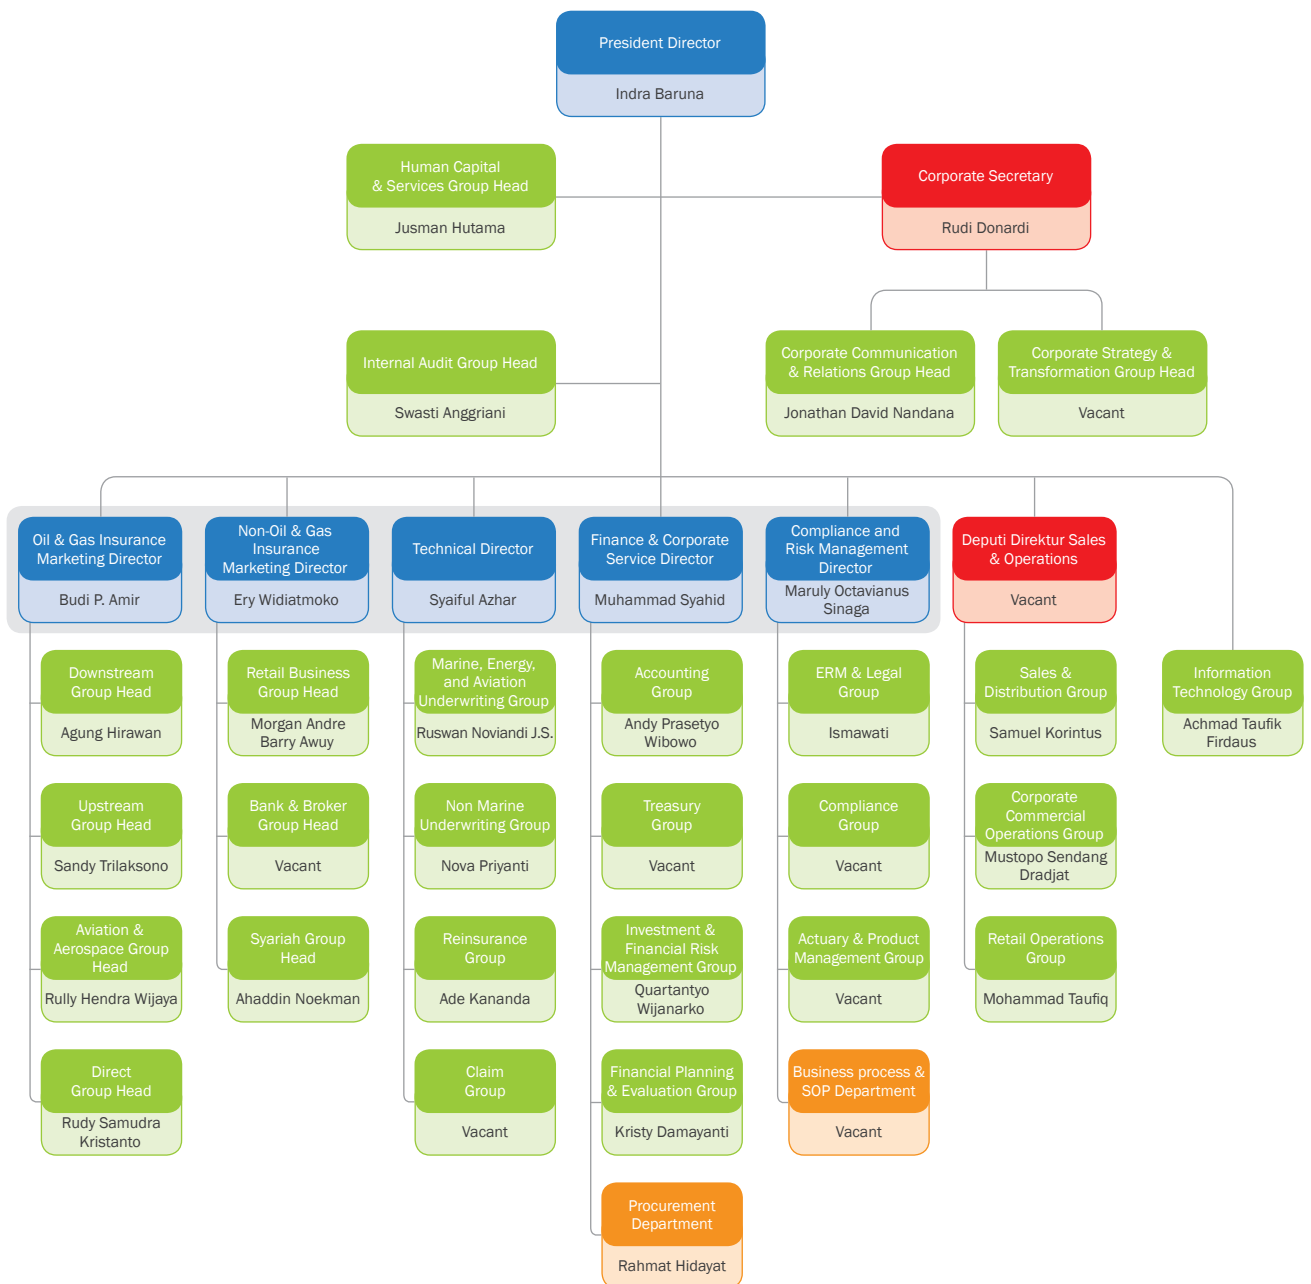 President Director
Indra Baruna
Human Capital
& Services Group Head
Jusman Hutama
Corporate Secretary
Rudi Donardi
Internal Audit Group Head
Swasti Anggriani
Corporate Communication
& Relations Group Head
Jonathan David Nandana
Corporate Strategy &
Transformation Group Head
Vacant
Oil & Gas Insurance
Marketing Director
Budi P. Amir
Non-Oil & Gas
Insurance
Marketing Director
Ery Widiatmoko
Technical Director
Syaiful Azhar
Finance & Corporate
Service Director
Muhammad Syahid
Compliance and
Risk Management
Director
Maruly Octavianus
Sinaga
Deputi Direktur Sales
& Operations
Vacant
Downstream
Group Head
Agung Hirawan
Retail Business
Group Head
Morgan Andre
Barry Awuy
Marine, Energy,
and Aviation
Underwriting Group
Ruswan Noviandi J.S.
Accounting
Group
Andy Prasetyo
Wibowo
ERM & Legal
Group
Ismawati
Sales &
Distribution Group
Samuel Korintus
Information
Technology Group
Achmad Taufik
Firdaus
Upstream
Group Head
Sandy Trilaksono
Bank & Broker
Group Head
Vacant
Non Marine
Underwriting Group
Nova Priyanti
Treasury
Group
Vacant
Compliance
Group
Vacant
Corporate
Commercial
Operations Group
Mustopo Sendang
Dradjat
Aviation &
Aerospace Group
Head
Rully Hendra Wijaya
Syariah Group
Head
Ahaddin Noekman
Reinsurance
Group
Ade Kananda
Investment &
Financial Risk
Management Group
Quartantyo
Wijanarko
Actuary & Product
Management Group
Vacant
Retail Operations
Group
Mohammad Taufiq
Direct
Group Head
Rudy Samudra
Kristanto
Claim
Group
Vacant
Financial Planning
& Evaluation Group
Kristy Damayanti
Business process &
SOP Department
Vacant
Procurement
Department
Rahmat Hidayat